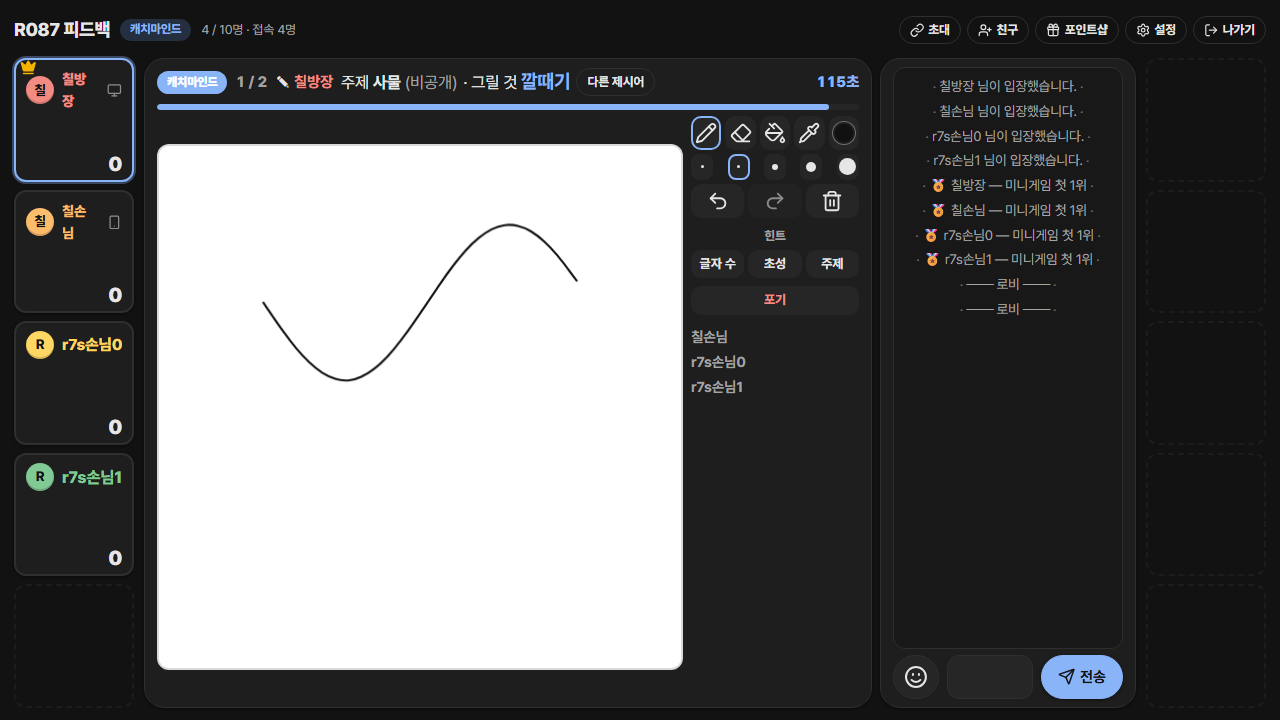 R087 피드백 캐치마인드 4 / 10명 · 접속 4명
초대 친구 포인트샵 설정 나가기
칠 칠방장
0
칠 칠손님
0
R r7s손님0
0
R r7s손님1
0
캐치마인드 1 / 2 ✏️ 칠방장 주제 사물 (비공개) · 그릴 것 깔때기 다른 제시어 115초
힌트
글자 수 초성 주제
포기
칠손님
r7s손님0
r7s손님1
· 칠방장 님이 입장했습니다. ·
· 칠손님 님이 입장했습니다. ·
· r7s손님0 님이 입장했습니다. ·
· r7s손님1 님이 입장했습니다. ·
· 🏅 칠방장 — 미니게임 첫 1위 ·
· 🏅 칠손님 — 미니게임 첫 1위 ·
· 🏅 r7s손님0 — 미니게임 첫 1위 ·
· 🏅 r7s손님1 — 미니게임 첫 1위 ·
· —— 로비 —— ·
· —— 로비 —— ·
전송